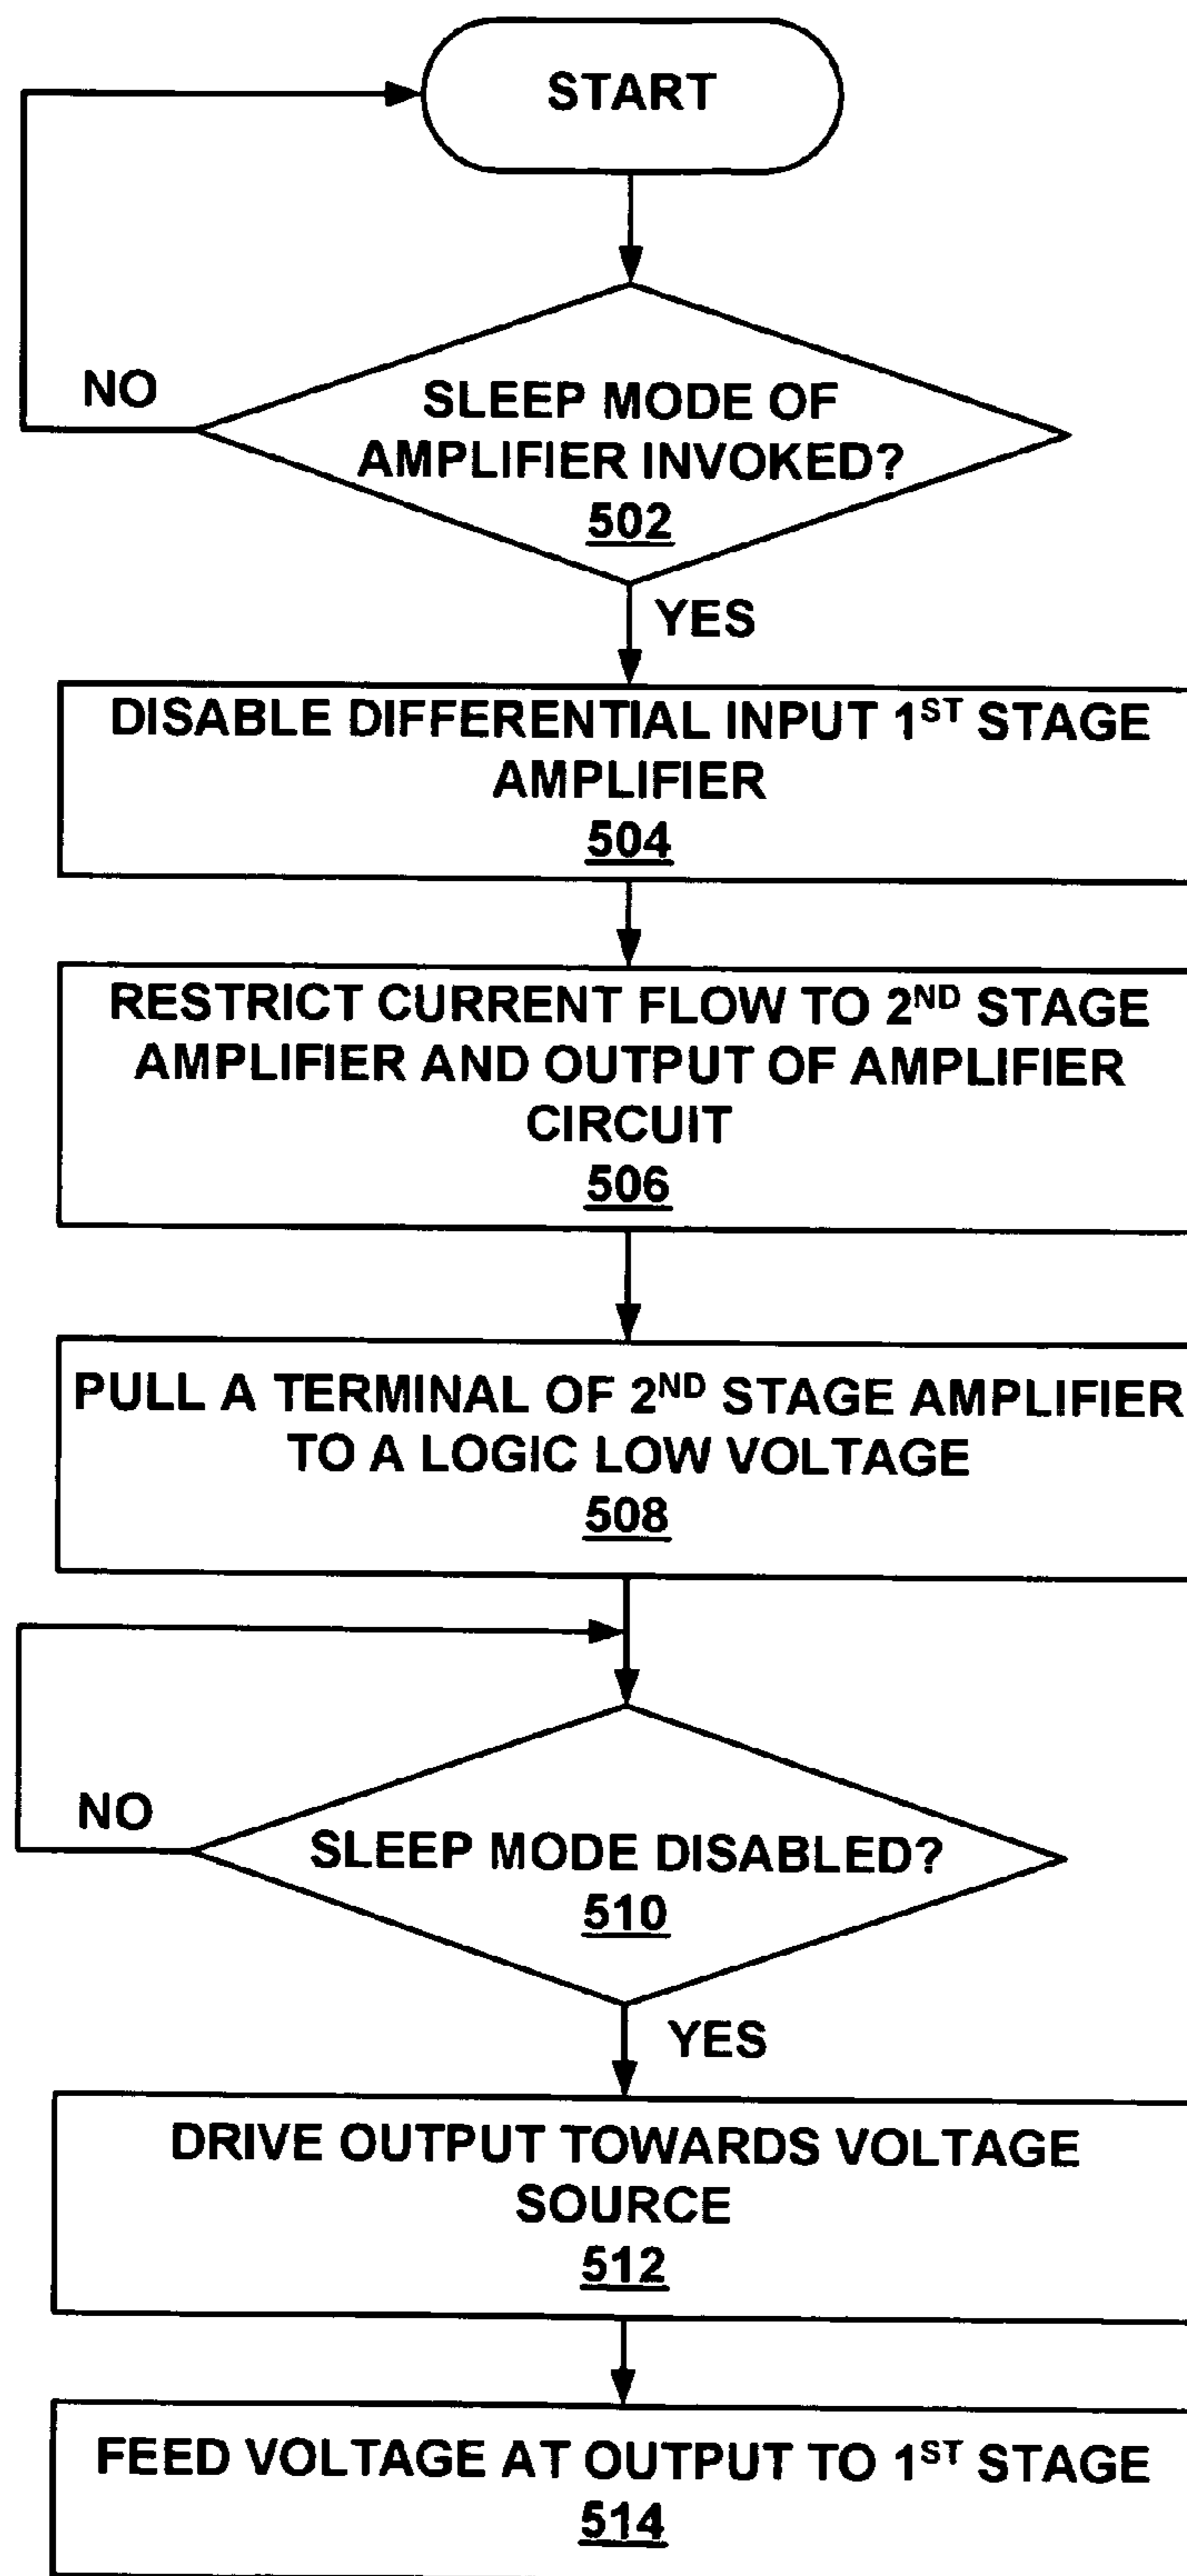 START
NO
SLEEP MODE OF
AMPLIFIER INVOKED?
502
YES
DISABLE DIFFERENTIAL INPUT 1ST STAGE
AMPLIFIER
504
RESTRICT CURRENT FLOW TO 2ND STAGE
AMPLIFIER AND OUTPUT OF AMPLIFIER
CIRCUIT
506
PULL A TERMINAL OF 2ND STAGE AMPLIFIER
TO A LOGIC LOW VOLTAGE
508
NO
SLEEP MODE DISABLED?
510
YES
DRIVE OUTPUT TOWARDS VOLTAGE
SOURCE
512
FEED VOLTAGE AT OUTPUT TO 1ST STAGE
514